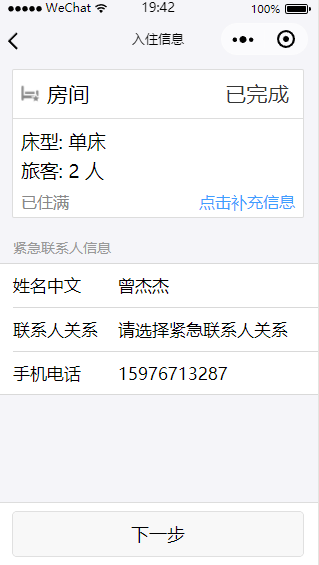 WeChat 19:42 100%
入住信息
房间 已完成
床型: 单床
旅客: 2 人
已住满 点击补充信息
紧急联系人信息
姓名中文 曾杰杰
联系人关系 请选择紧急联系人关系
手机电话 15976713287
下一步